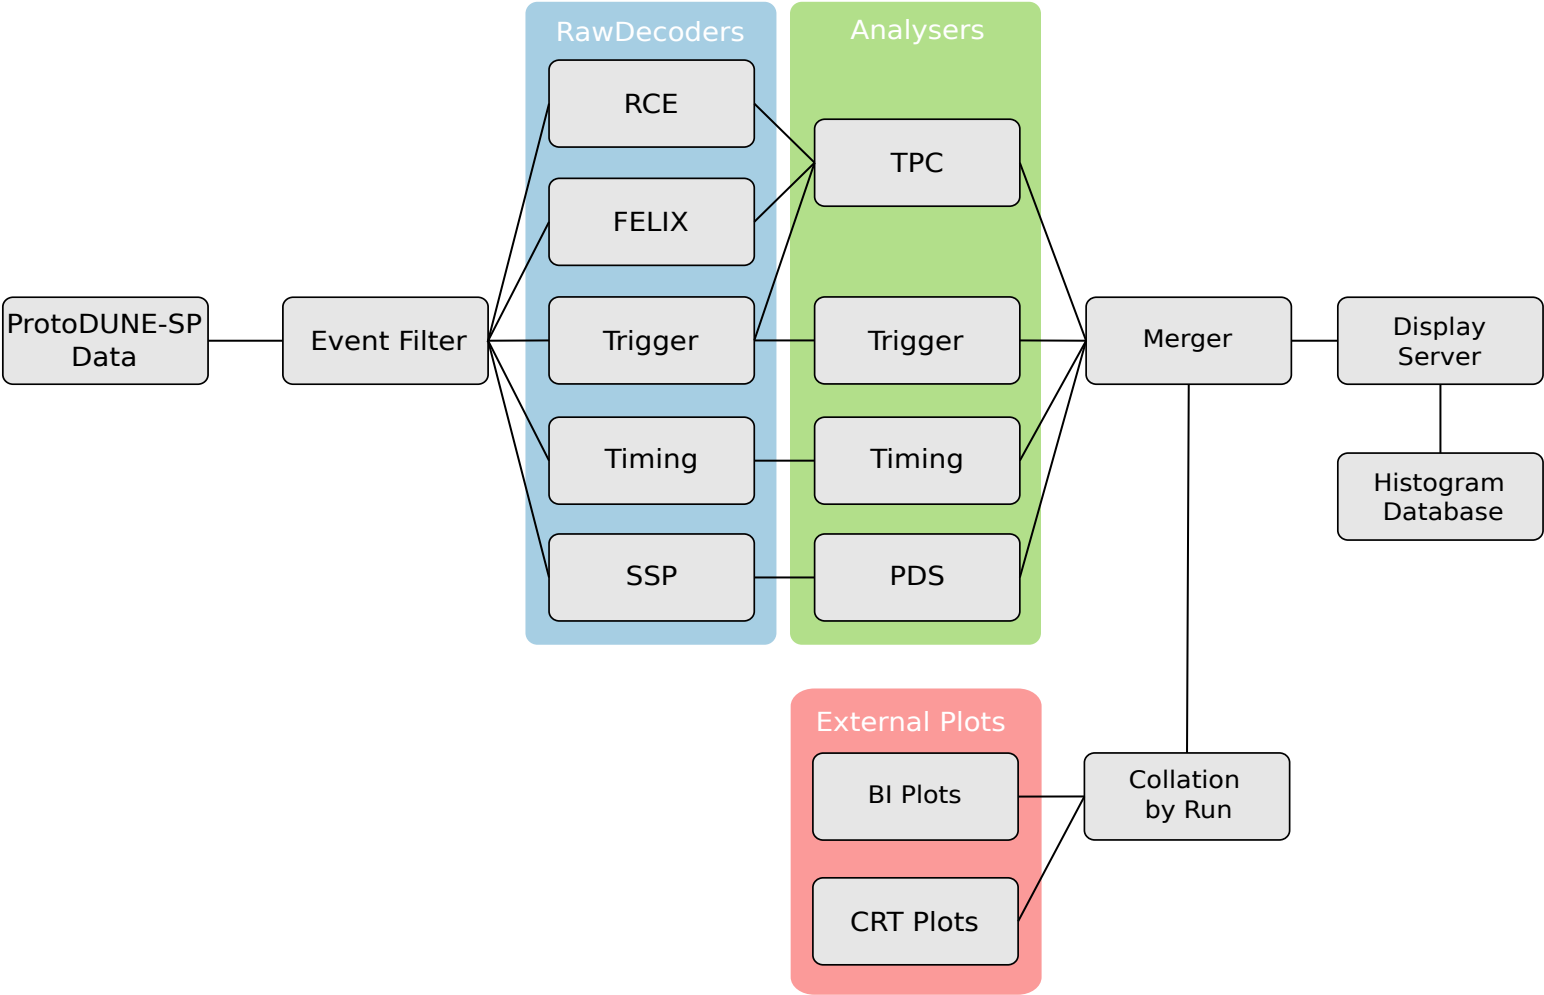 RawDecoders
Analysers
RCE
TPC
FELIX
ProtoDUNE-SP
Data
Event Filter
Trigger
Trigger
Merger
Display
Server
Timing
Timing
Histogram
Database
SSP
PDS
External Plots
BI Plots
Collation
by Run
CRT Plots